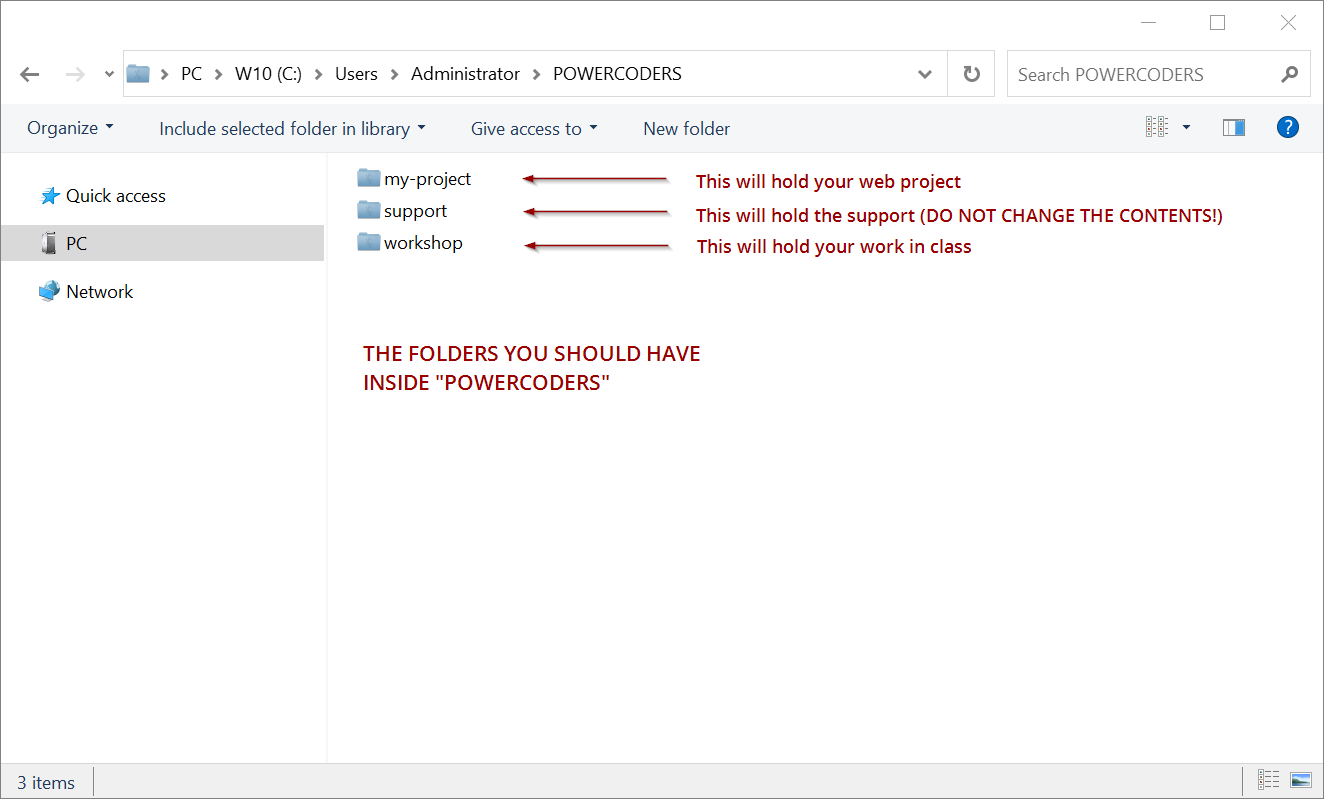 PC W10 (C:) Users Administrator POWERCODERS Search POWERCODERS
Organize Include selected folder in library Give access to New folder ?
Quick access
PC
Network
my-project This will hold your web project
support This will hold the support (DO NOT CHANGE THE CONTENTS!)
workshop This will hold your work in class
THE FOLDERS YOU SHOULD HAVE
INSIDE "POWERCODERS"
3 items